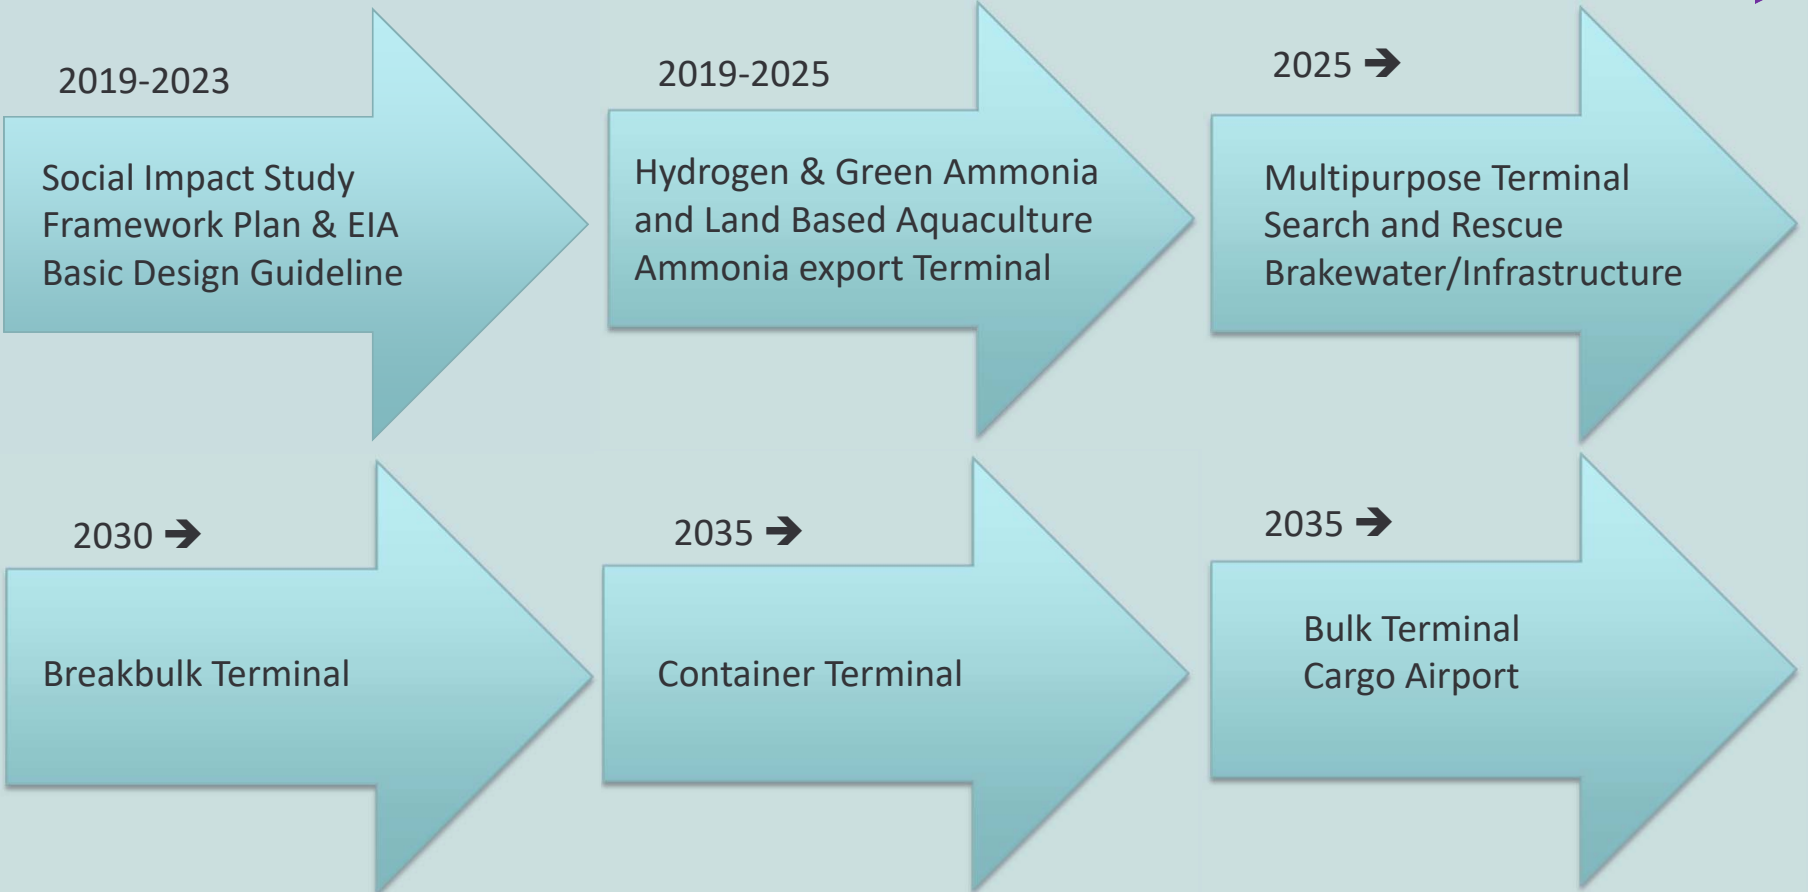 2019-2023
Social Impact Study
Framework Plan & EIA
Basic Design Guideline
2019-2025
Hydrogen & Green Ammonia
and Land Based Aquaculture
Ammonia export Terminal
2025 ➔
Multipurpose Terminal
Search and Rescue
Brakewater/Infrastructure
2030 ➔
Breakbulk Terminal
2035 ➔
Container Terminal
2035 ➔
Bulk Terminal
Cargo Airport